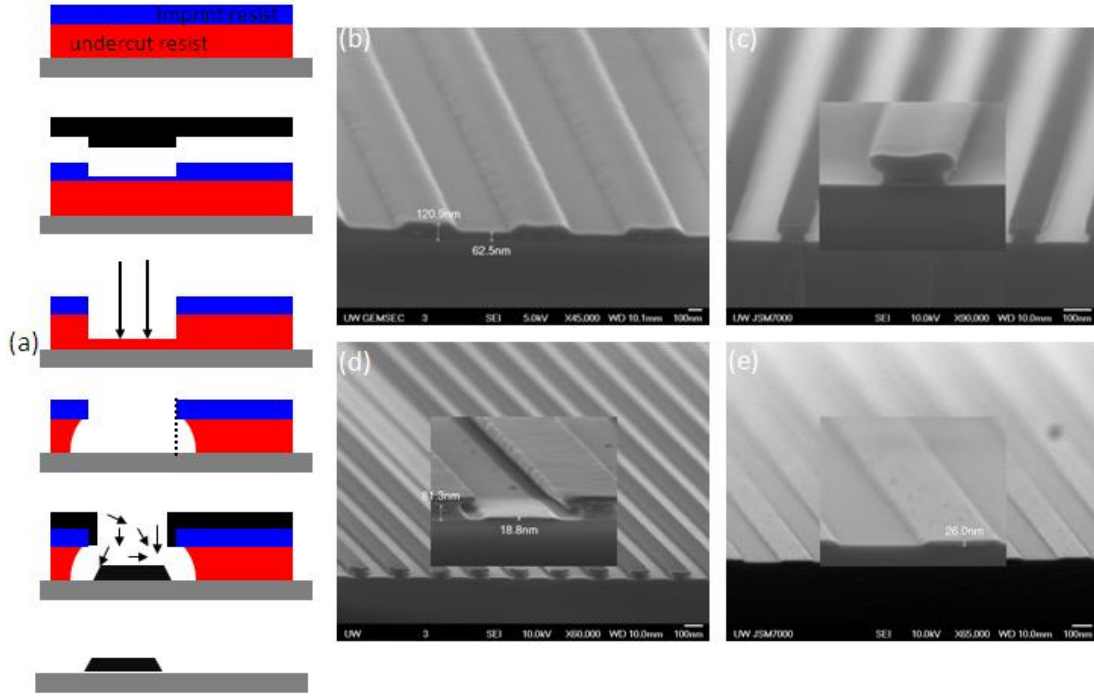 imprint resist
undercut resist
(a)
(b)
120.9nm
62.5nm
UW GEMSEC 3 SEI 5.0kV X45,000 WD 10.1mm 100nm
(c)
UW JSM7000 SEI 10.0kV X90,000 WD 10.0mm 100nm
(d)
81.3nm
18.8nm
UW 3 SEI 10.0kV X60,000 WD 10.0mm 100nm
(e)
26.0nm
UW JSM7000 SEI 10.0kV X65,000 WD 10.0mm 100nm